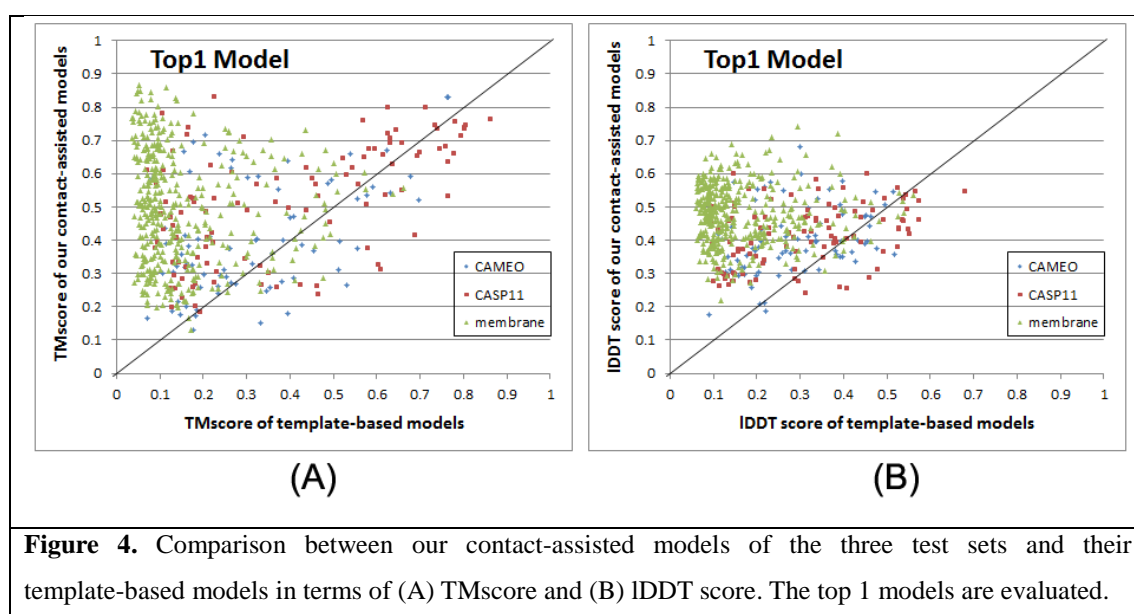 Top1 Model
TMscore of our contact-assisted models
1
0.9
0.8
0.7
0.6
0.5
0.4
0.3
0.2
0.1
0
0 0.1 0.2 0.3 0.4 0.5 0.6 0.7 0.8 0.9 1
TMscore of template-based models
CAMEO
CASP11
membrane
(A)
Top1 Model
lDDT score of our contact-assisted models
1
0.9
0.8
0.7
0.6
0.5
0.4
0.3
0.2
0.1
0
0 0.1 0.2 0.3 0.4 0.5 0.6 0.7 0.8 0.9 1
lDDT score of template-based models
CAMEO
CASP11
membrane
(B)
Figure 4. Comparison between our contact-assisted models of the three test sets and their
template-based models in terms of (A) TMscore and (B) lDDT score. The top 1 models are evaluated.